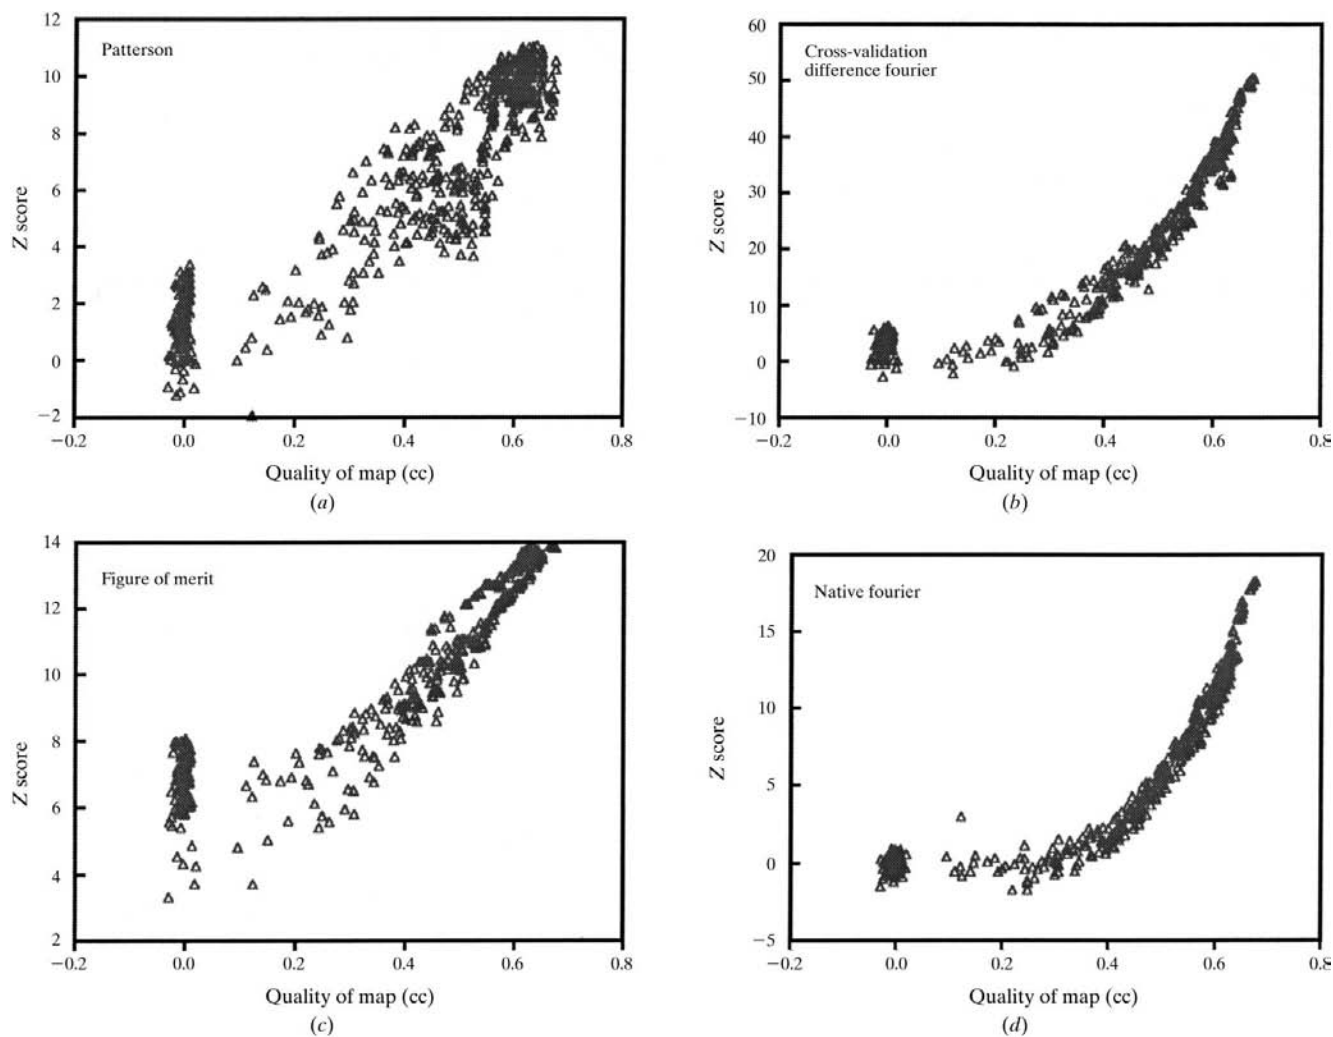 12
10
8
6
4
2
0
−2
Z score
Patterson
−0.2 0.0 0.2 0.4 0.6 0.8
Quality of map (cc)
(a)
60
50
40
30
20
10
0
−10
Z score
Cross-validation
difference fourier
−0.2 0.0 0.2 0.4 0.6 0.8
Quality of map (cc)
(b)
14
12
10
8
6
4
2
Z score
Figure of merit
−0.2 0.0 0.2 0.4 0.6 0.8
Quality of map (cc)
(c)
20
15
10
5
0
−5
Z score
Native fourier
−0.2 0.0 0.2 0.4 0.6 0.8
Quality of map (cc)
(d)